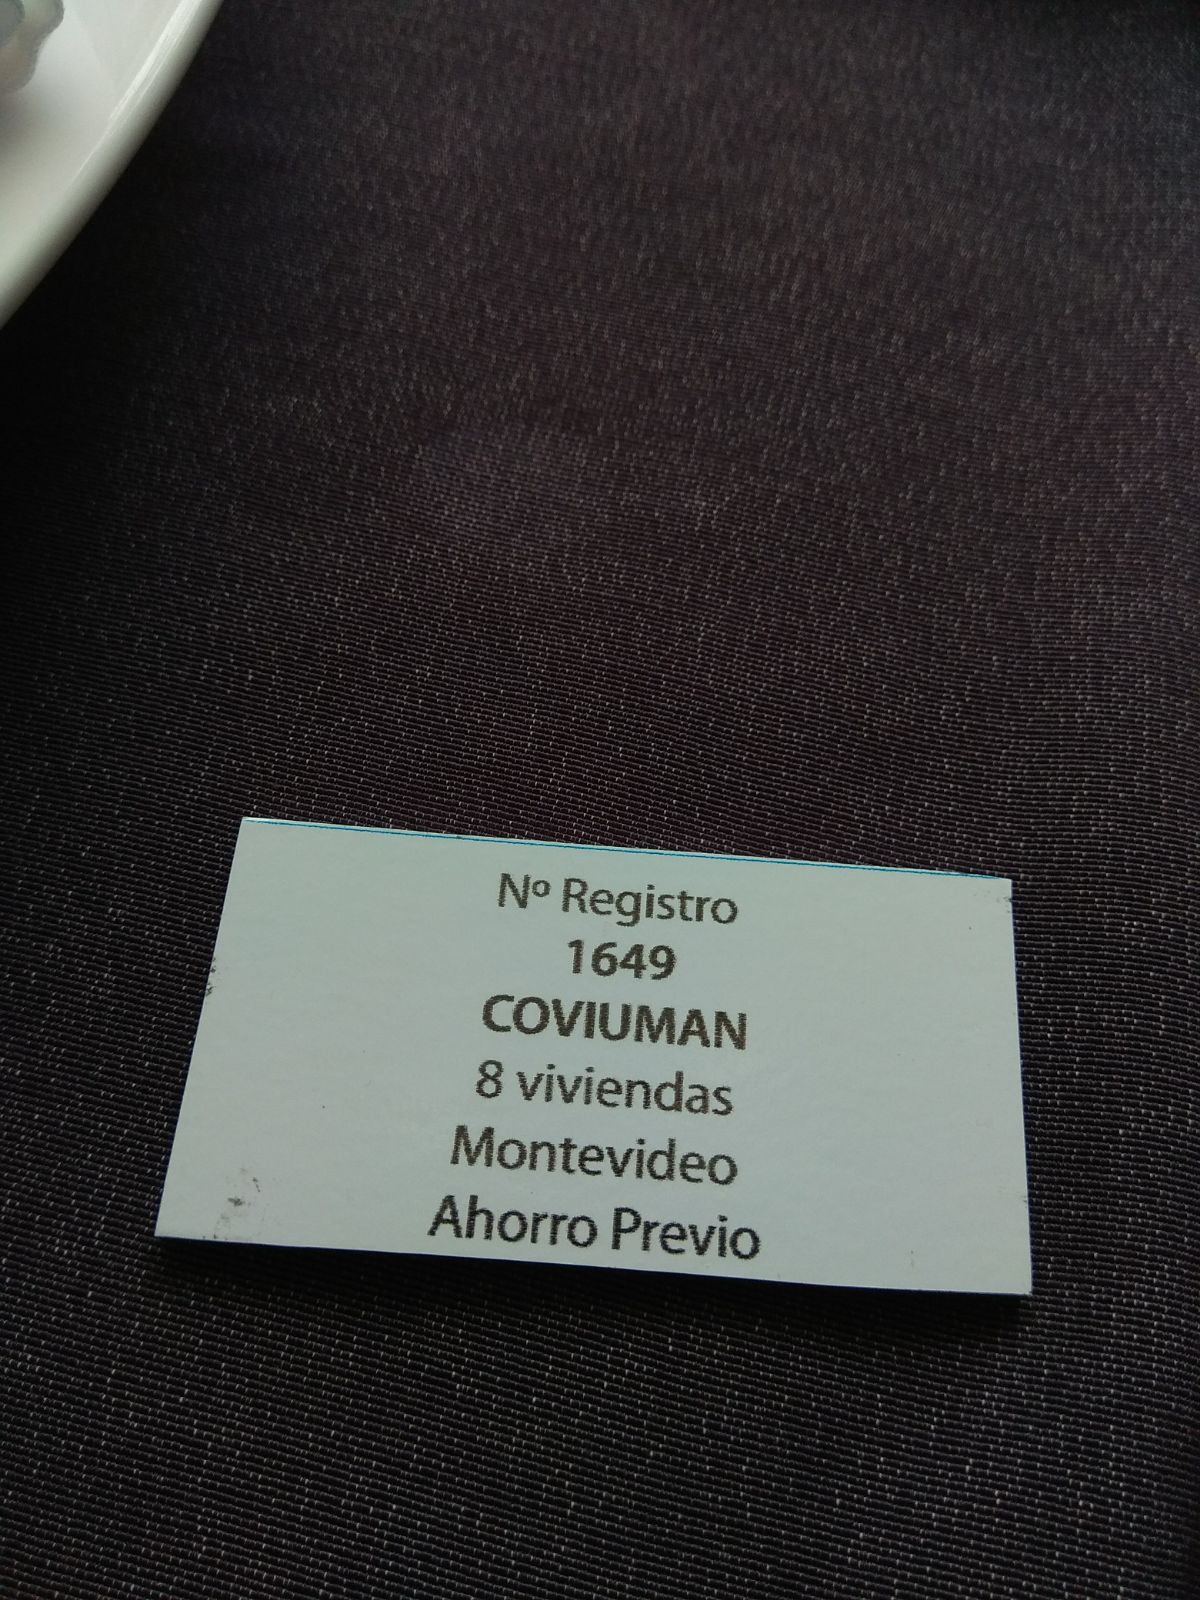 Nº Registro
1649
COVIUMAN
8 viviendas
Montevideo
Ahorro Previo